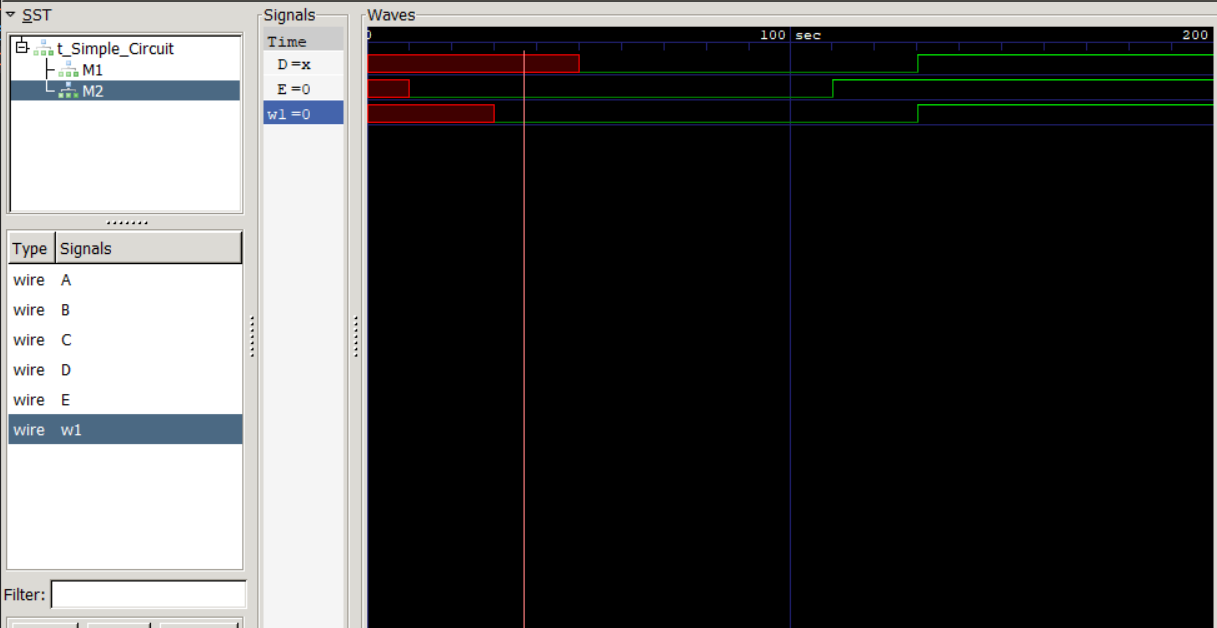 SST
t_Simple_Circuit
M1
M2
Type Signals
wire A
wire B
wire C
wire D
wire E
wire w1
Filter:
Signals
Time
D=x
E=0
w1=0
Waves
0 100 sec 200